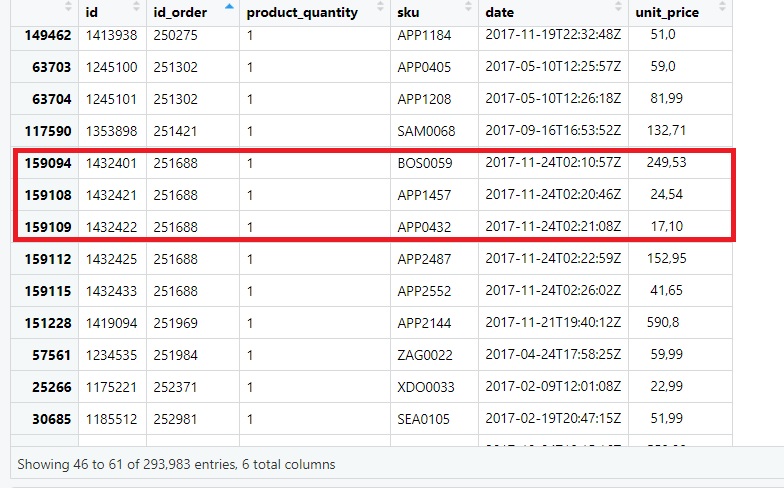 id id_order product_quantity sku date unit_price
149462 1413938 250275 1 APP1184 2017-11-19T22:32:48Z 51,0
63703 1245100 251302 1 APP0405 2017-05-10T12:25:57Z 59,0
63704 1245101 251302 1 APP1208 2017-05-10T12:26:18Z 81,99
117590 1353898 251421 1 SAM0068 2017-09-16T16:53:52Z 132,71
159094 1432401 251688 1 BOS0059 2017-11-24T02:10:57Z 249,53
159108 1432421 251688 1 APP1457 2017-11-24T02:20:46Z 24,54
159109 1432422 251688 1 APP0432 2017-11-24T02:21:08Z 17,10
159112 1432425 251688 1 APP2487 2017-11-24T02:22:59Z 152,95
159115 1432433 251688 1 APP2552 2017-11-24T02:26:02Z 41,65
151228 1419094 251969 1 APP2144 2017-11-21T19:40:12Z 590,8
57561 1234535 251984 1 ZAG0022 2017-04-24T17:58:25Z 59,99
25266 1175221 252371 1 XDO0033 2017-02-09T12:01:08Z 22,99
30685 1185512 252981 1 SEA0105 2017-02-19T20:47:15Z 51,99
Showing 46 to 61 of 293,983 entries, 6 total columns